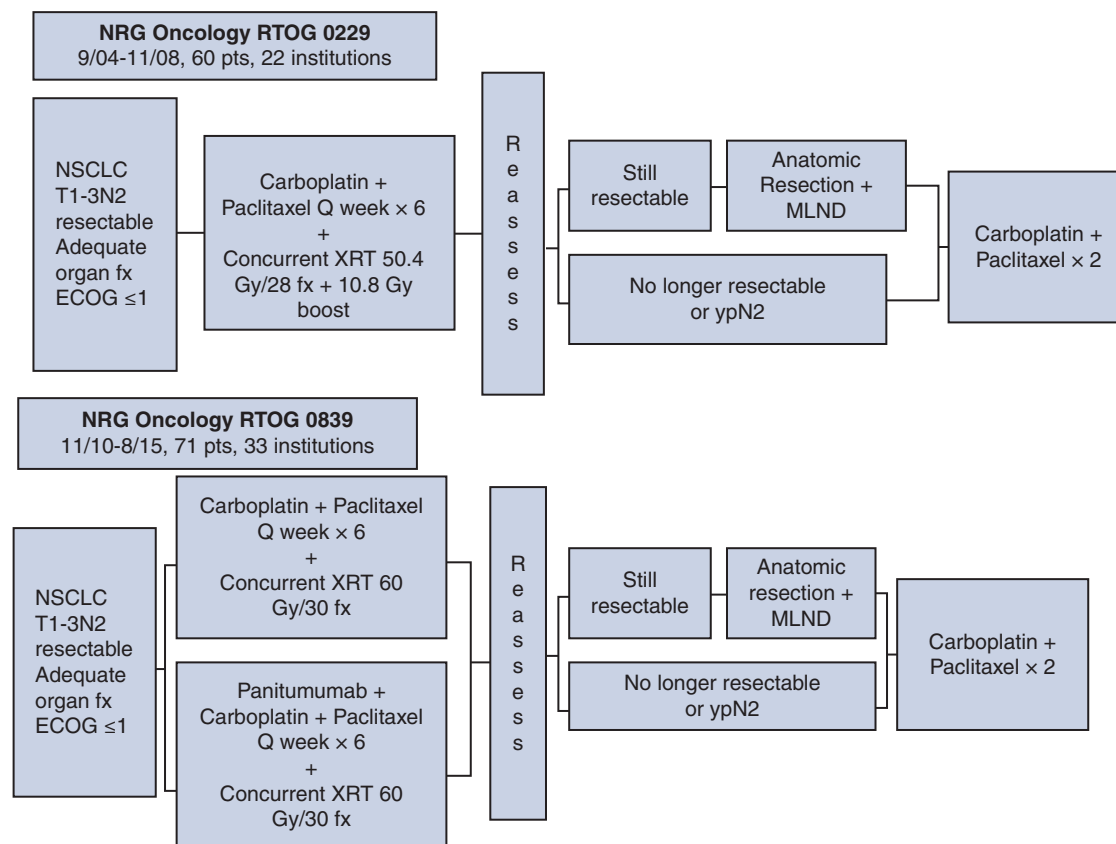 NRG Oncology RTOG 0229
9/04-11/08, 60 pts, 22 institutions
NSCLC
T1-3N2
resectable
Adequate
organ fx
ECOG ≤1
Carboplatin +
Paclitaxel Q week × 6
+
Concurrent XRT 50.4
Gy/28 fx + 10.8 Gy
boost
R
e
a
s
s
e
s
s
Still
resectable
Anatomic
Resection +
MLND
No longer resectable
or ypN2
Carboplatin +
Paclitaxel × 2
NRG Oncology RTOG 0839
11/10-8/15, 71 pts, 33 institutions
NSCLC
T1-3N2
resectable
Adequate
organ fx
ECOG ≤1
Carboplatin + Paclitaxel
Q week × 6
+
Concurrent XRT 60
Gy/30 fx
Panitumumab +
Carboplatin + Paclitaxel
Q week × 6
+
Concurrent XRT 60
Gy/30 fx
R
e
a
s
s
e
s
s
Still
resectable
Anatomic
resection +
MLND
No longer resectable
or ypN2
Carboplatin +
Paclitaxel × 2